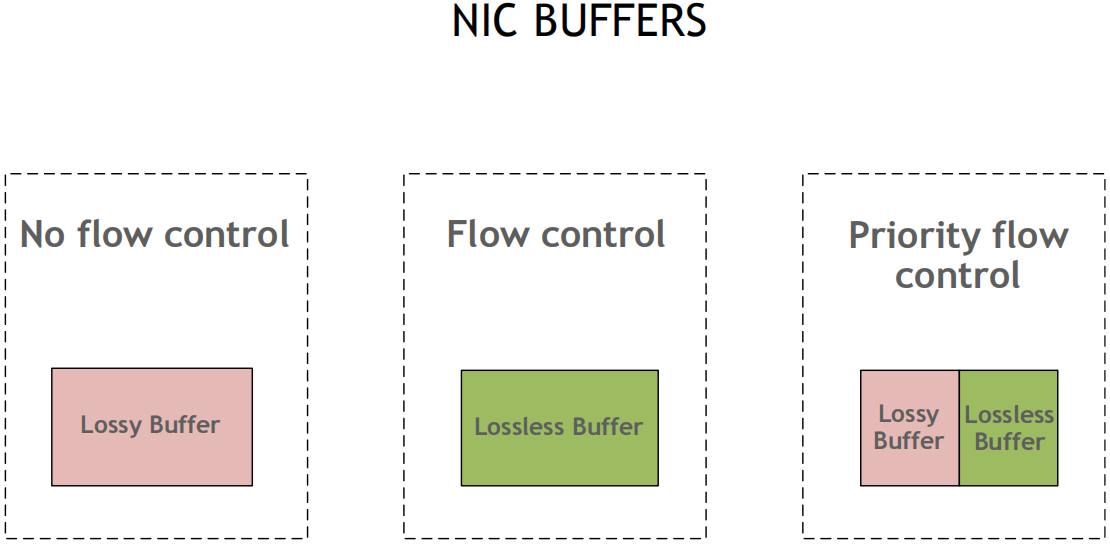 NIC BUFFERS
No flow control
Lossy Buffer
Flow control
Lossless Buffer
Priority flow
control
Lossy
Buffer
Lossless
Buffer